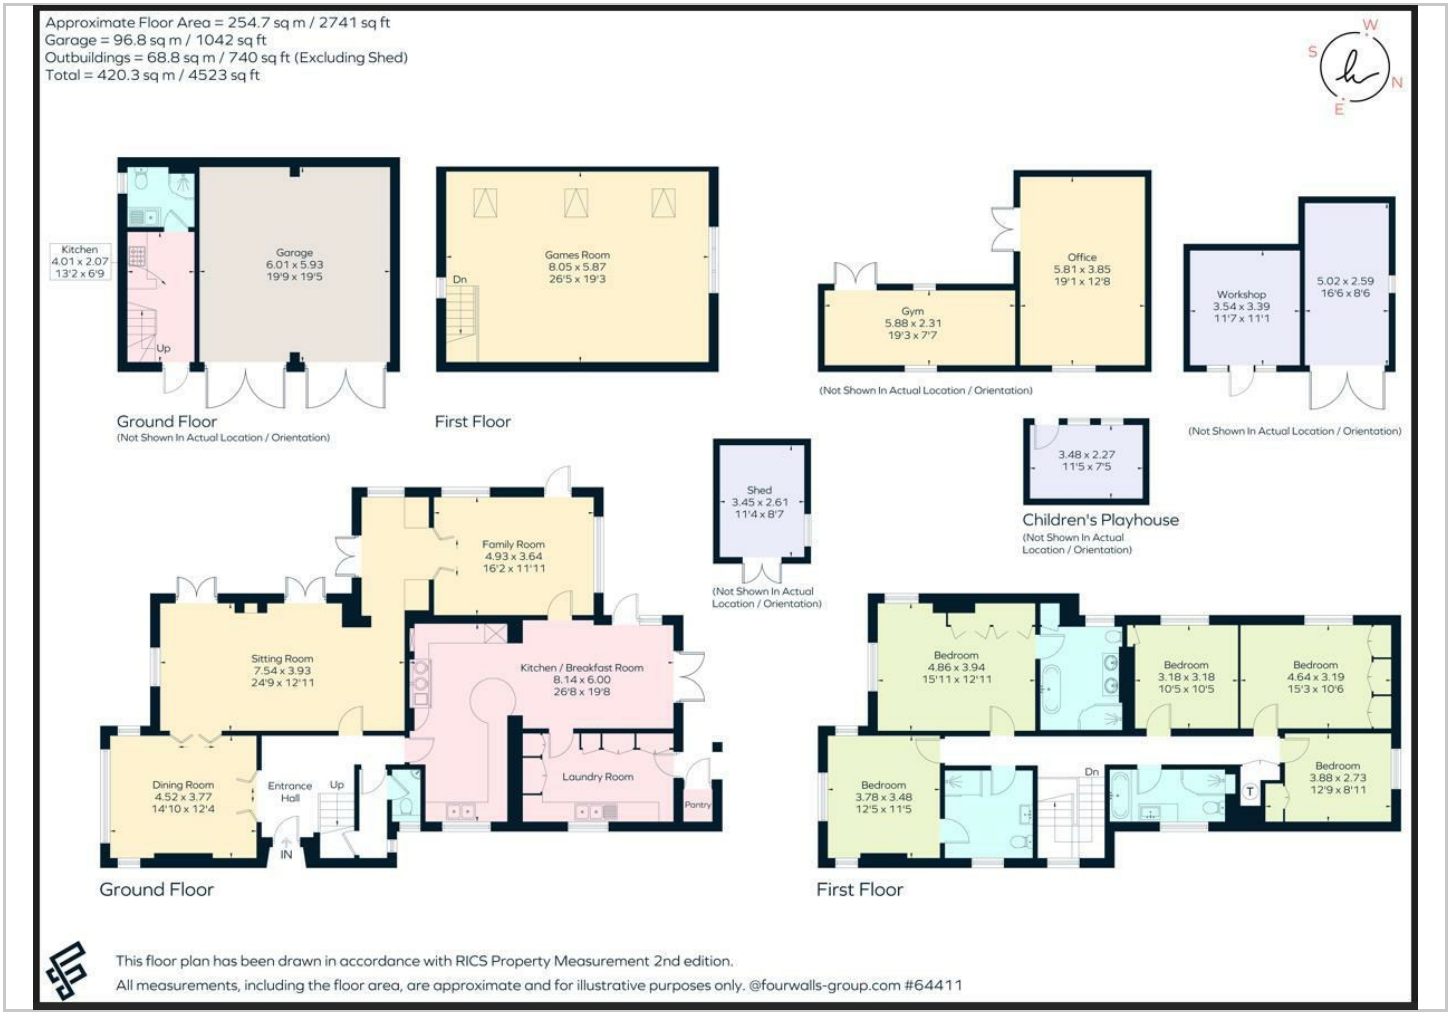 Approximate Floor Area = 254.7 sq m / 2741 sq ft
Garage = 96.8 sq m / 1042 sq ft
Outbuildings = 68.8 sq m / 740 sq ft (Excluding Shed)
Total = 420.3 sq m / 4523 sq ft
W
S
N
E
Kitchen
4.01 x 2.07
13'2 x 6'9
Up
Garage
6.01 x 5.93
19'9 x 19'5
Ground Floor
(Not Shown In Actual Location / Orientation)
Games Room
8.05 x 5.87
26'5 x 19'3
Dn
First Floor
Gym
5.88 x 2.31
19'3 x 7'7
Office
5.81 x 3.85
19'1 x 12'8
(Not Shown In Actual Location / Orientation)
Workshop
3.54 x 3.39
11'7 x 11'1
5.02 x 2.59
16'6 x 8'6
(Not Shown In Actual Location / Orientation)
3.48 x 2.27
11'5 x 7'5
Children's Playhouse
(Not Shown In Actual
Location / Orientation)
Shed
3.45 x 2.61
11'4 x 8'7
(Not Shown In Actual
Location / Orientation)
Family Room
4.93 x 3.64
16'2 x 11'11
Sitting Room
7.54 x 3.93
24'9 x 12'11
Kitchen / Breakfast Room
8.14 x 6.00
26'8 x 19'8
Dining Room
4.52 x 3.77
14'10 x 12'4
Entrance
Hall
Up
IN
Laundry Room
Pantry
Ground Floor
Bedroom
4.86 x 3.94
15'11 x 12'11
Bedroom
3.18 x 3.18
10'5 x 10'5
Bedroom
4.64 x 3.19
15'3 x 10'6
Bedroom
3.78 x 3.48
12'5 x 11'5
Dn
T
Bedroom
3.88 x 2.73
12'9 x 8'11
First Floor
This floor plan has been drawn in accordance with RICS Property Measurement 2nd edition.
All measurements, including the floor area, are approximate and for illustrative purposes only. @fourwalls-group.com #64411